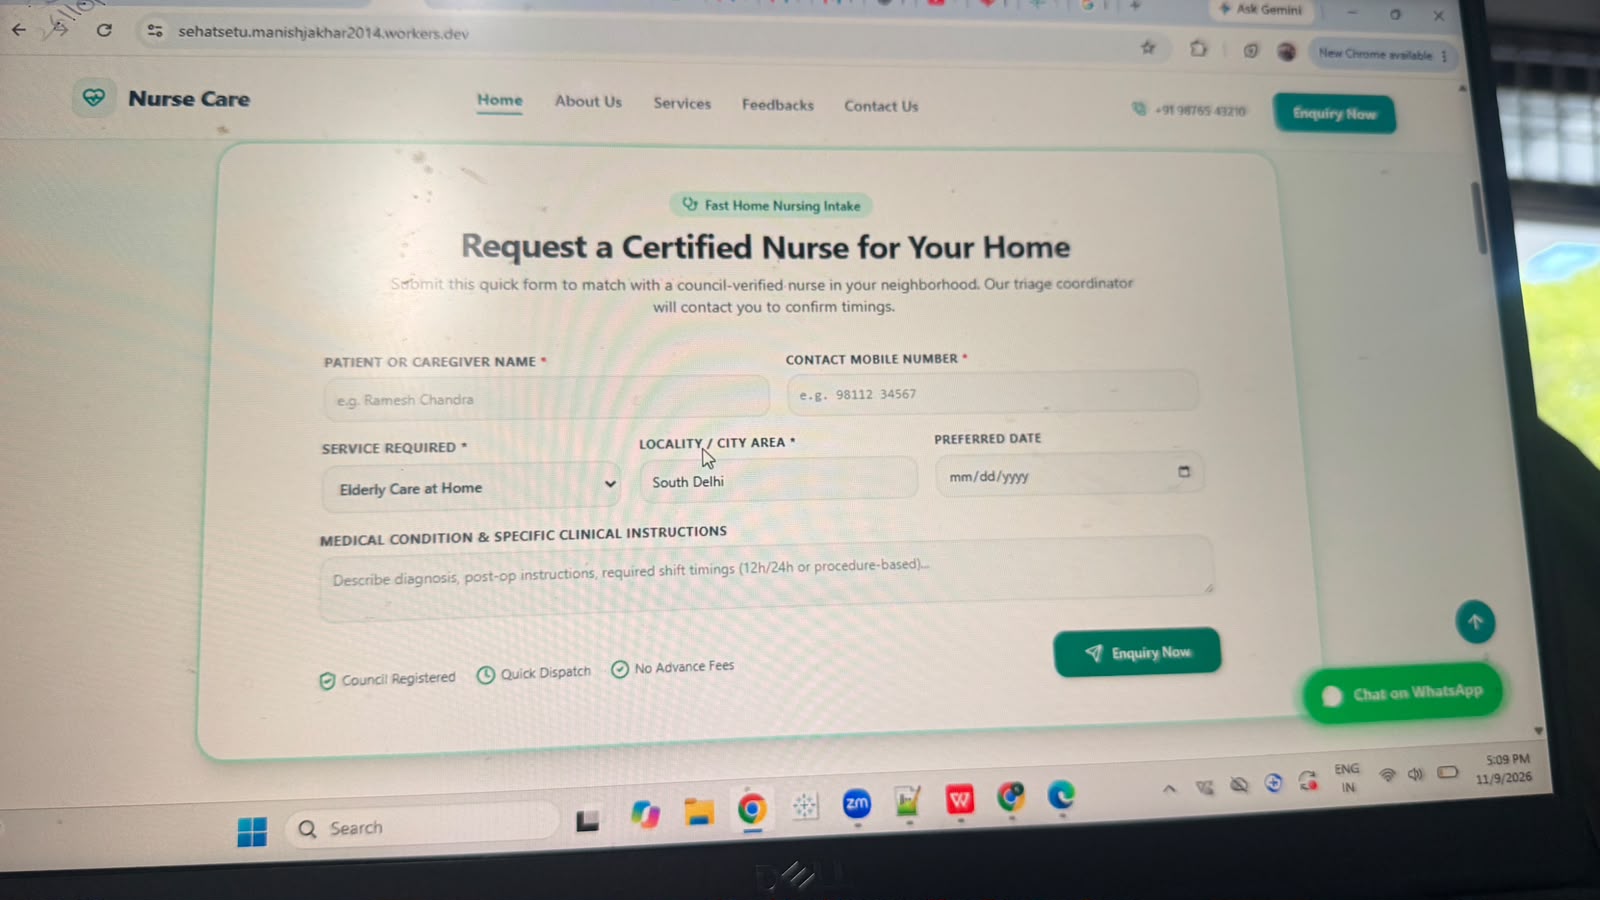 Ask Gemini
sehatsetu.manishjakhar2014.workers.dev
New Chrome available
Nurse Care
Home
About Us
Services
Feedbacks
Contact Us
+91 98765 43210
Enquiry Now
Fast Home Nursing Intake
Request a Certified Nurse for Your Home
Submit this quick form to match with a council-verified nurse in your neighborhood. Our triage coordinator
will contact you to confirm timings.
PATIENT OR CAREGIVER NAME *
CONTACT MOBILE NUMBER *
e.g. Ramesh Chandra
e.g. 98112 34567
SERVICE REQUIRED *
LOCALITY / CITY AREA *
PREFERRED DATE
Elderly Care at Home
South Delhi
mm/dd/yyyy
MEDICAL CONDITION & SPECIFIC CLINICAL INSTRUCTIONS
Describe diagnosis, post-op instructions, required shift timings (12h/24h or procedure-based)...
Council Registered
Quick Dispatch
No Advance Fees
Enquiry Now
Chat on WhatsApp
Search
zm
W
ENG
IN
5:09 PM
11/9/2026
DELL